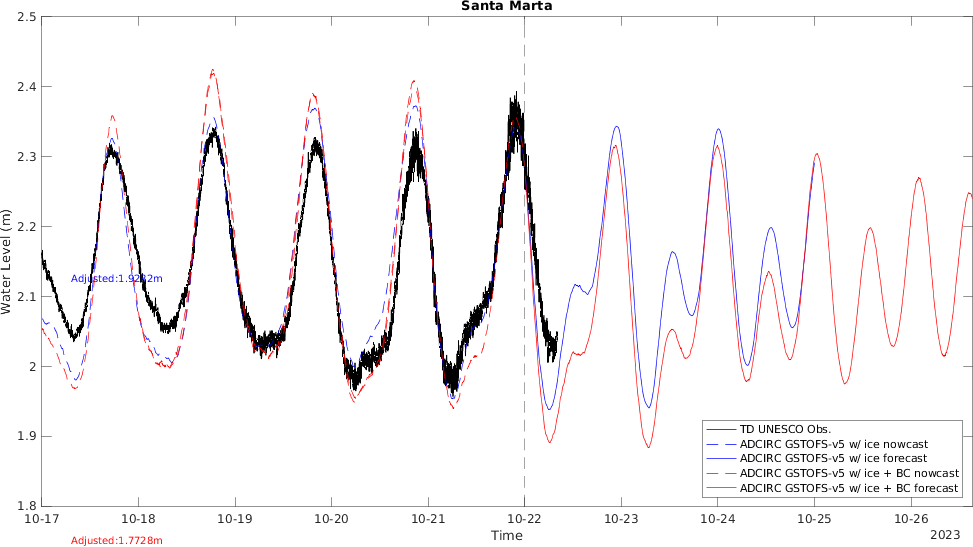 Santa Marta
2.5
2.4
2.3
2.2
2.1
2
1.9
1.8
Water Level (m)
Adjusted:1.9282m
TD UNESCO Obs.
ADCIRC GSTOFS-v5 w/ ice nowcast
ADCIRC GSTOFS-v5 w/ ice forecast
ADCIRC GSTOFS-v5 w/ ice + BC nowcast
ADCIRC GSTOFS-v5 w/ ice + BC forecast
10-17 10-18 10-19 10-20 10-21 10-22 10-23 10-24 10-25 10-26
Time
2023
Adjusted:1.7728m